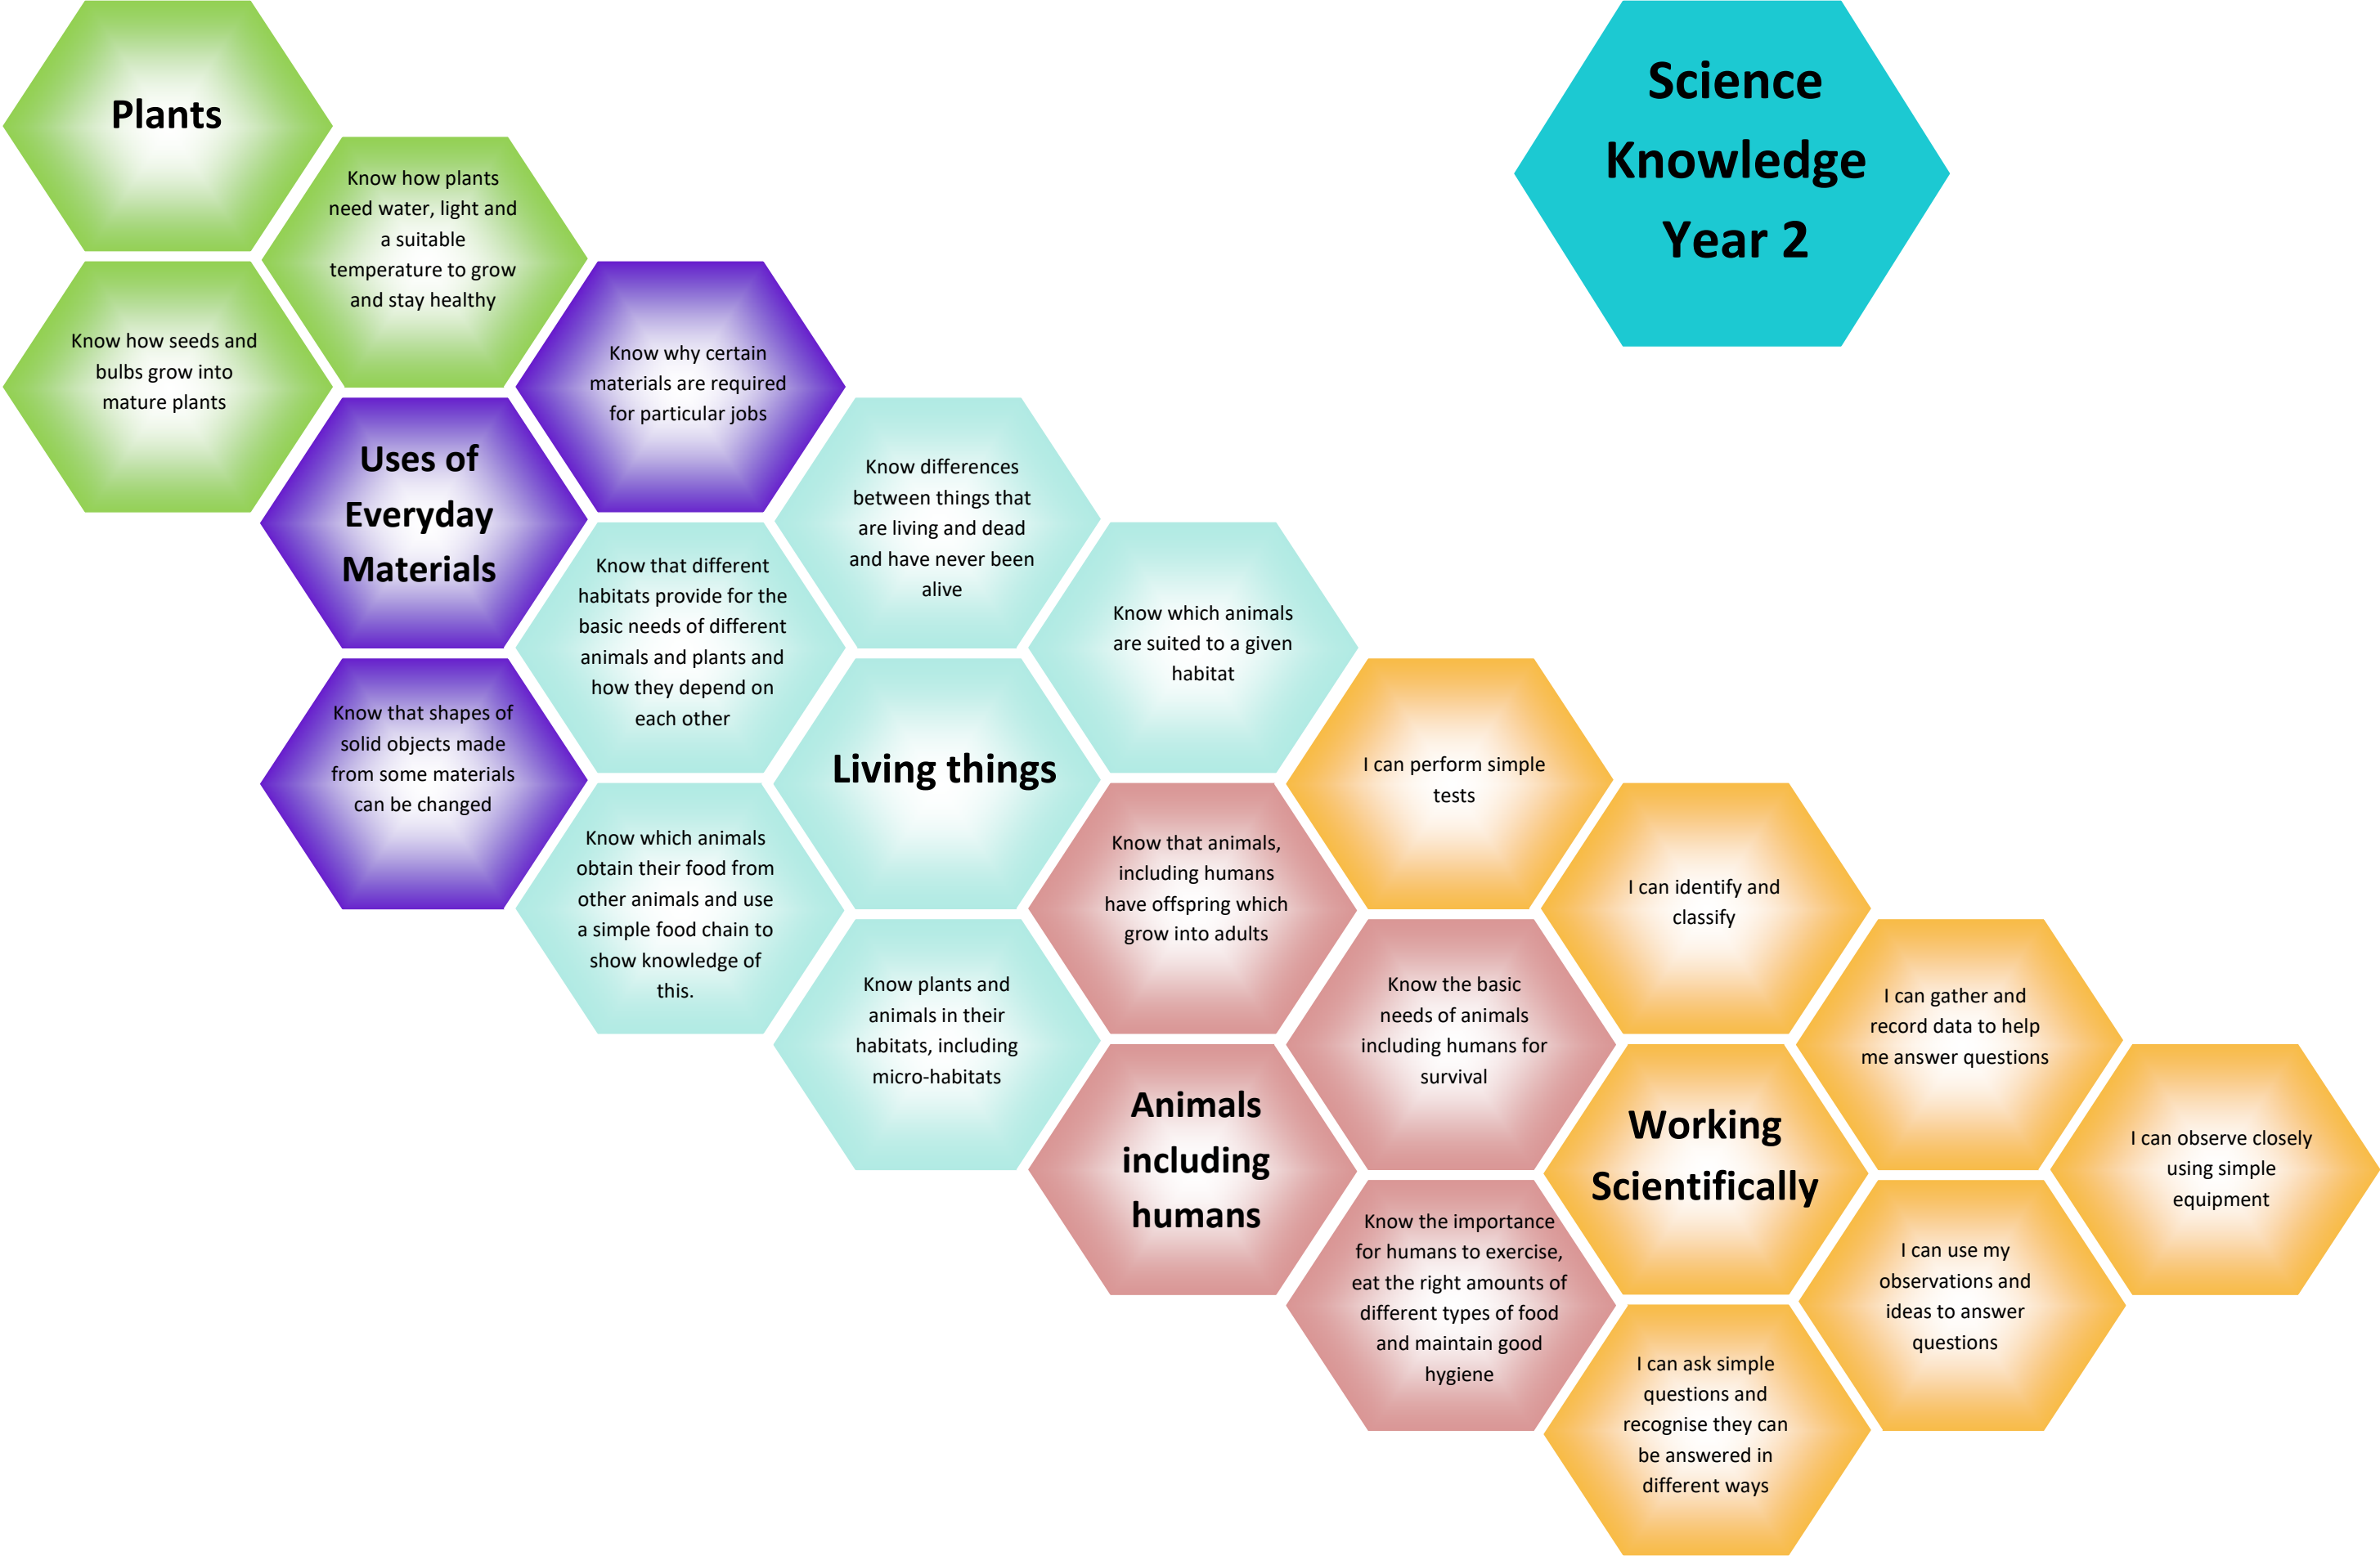 Plants
Science
Knowledge
Year 2
Know how plants
need water, light and
a suitable
temperature to grow
and stay healthy
Know how seeds and
bulbs grow into
mature plants
Know why certain
materials are required
for particular jobs
Uses of
Everyday
Materials
Know that shapes of
solid objects made
from some materials
can be changed
Know differences
between things that
are living and dead
and have never been
alive
Know that different
habitats provide for the
basic needs of different
animals and plants and
how they depend on
each other
Know which animals
are suited to a given
habitat
Living things
Know which animals
obtain their food from
other animals and use
a simple food chain to
show knowledge of
this.
Know plants and
animals in their
habitats, including
micro-habitats
Know that animals,
including humans
have offspring which
grow into adults
Know the basic
needs of animals
including humans for
survival
Animals
including
humans
Know the importance
for humans to exercise,
eat the right amounts of
different types of food
and maintain good
hygiene
I can perform simple
tests
I can identify and
classify
I can gather and
record data to help
me answer questions
Working
Scientifically
I can observe closely
using simple
equipment
I can use my
observations and
ideas to answer
questions
I can ask simple
questions and
recognise they can
be answered in
different ways